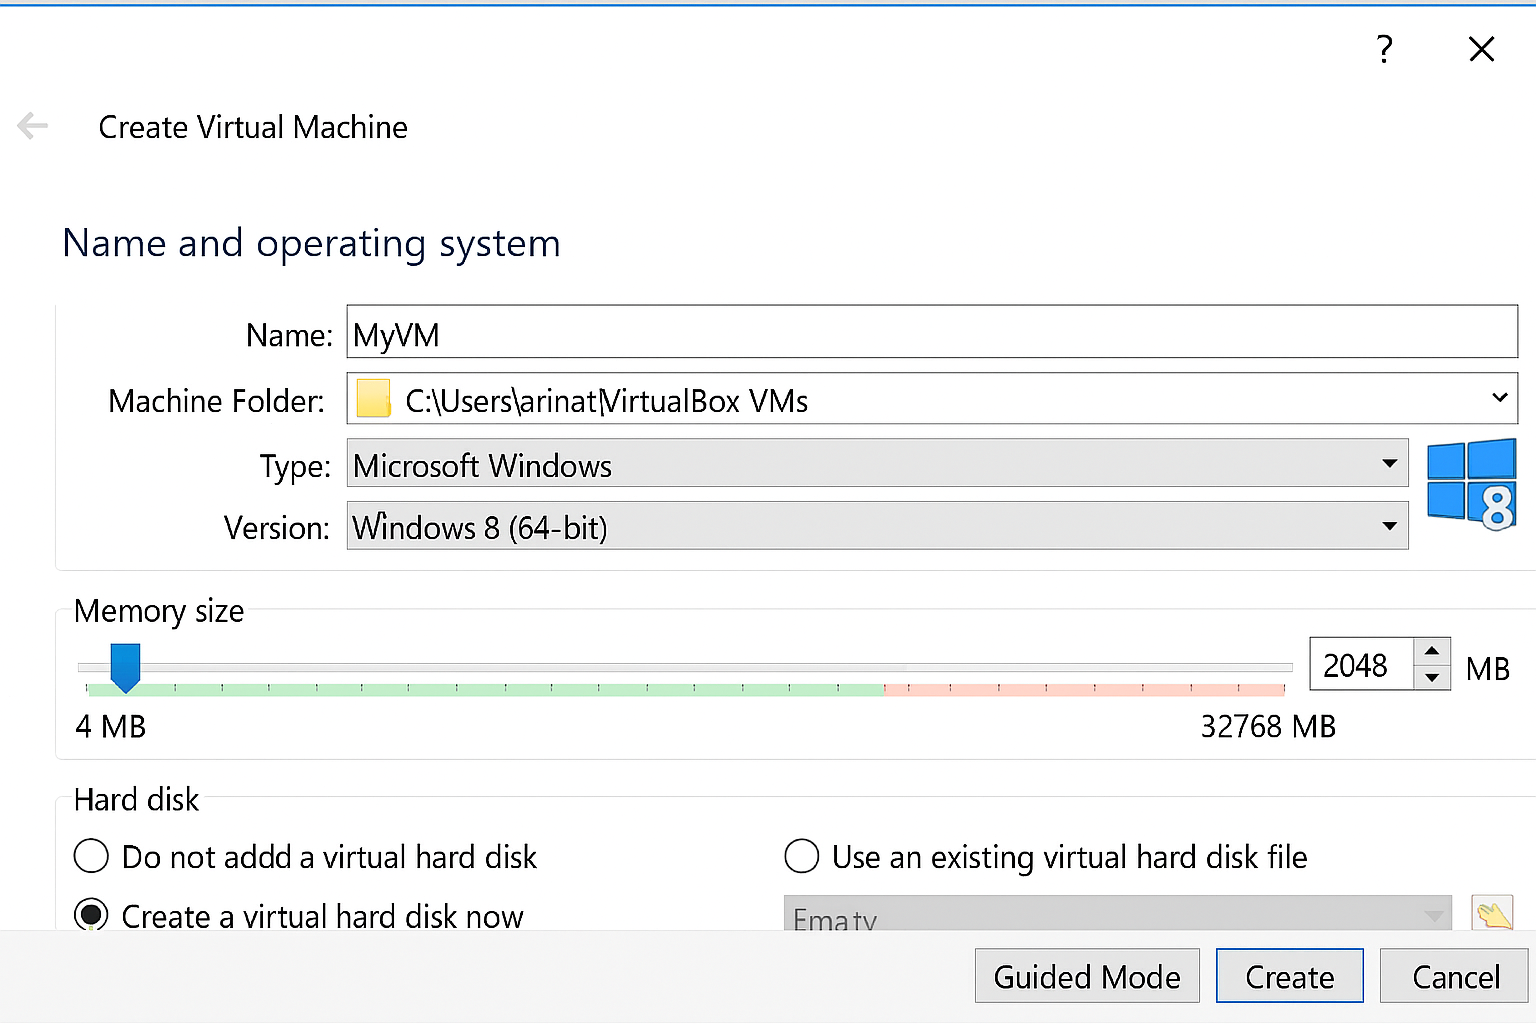 ?
Create Virtual Machine
Name and operating system
Name: MyVM
Machine Folder: C:\Users\arinat\VirtualBox VMs
Type: Microsoft Windows
Version: Windows 8 (64-bit)
8
Memory size
2048 MB
4 MB 32768 MB
Hard disk
Do not addd a virtual hard disk Use an existing virtual hard disk file
Create a virtual hard disk now Ematy
Guided Mode Create Cancel